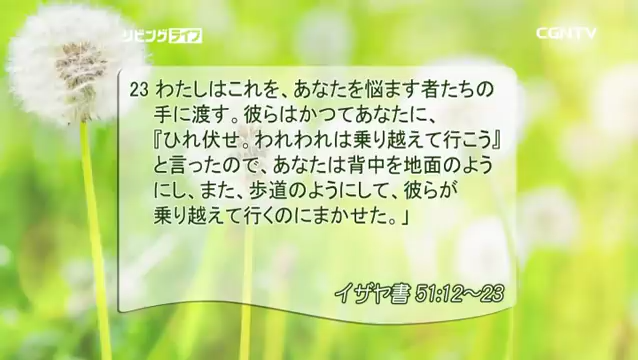 リビングライフ
CGNTV
23 わたしはこれを、あなたを悩ます者たちの
手に渡す。彼らはかつてあなたに、
『ひれ伏せ。われわれは乗り越えて行こう』
と言ったので、あなたは背中を地面のよう
にし、また、歩道のようにして、彼らが
乗り越えて行くのにまかせた。」
イザヤ書 51:12～23